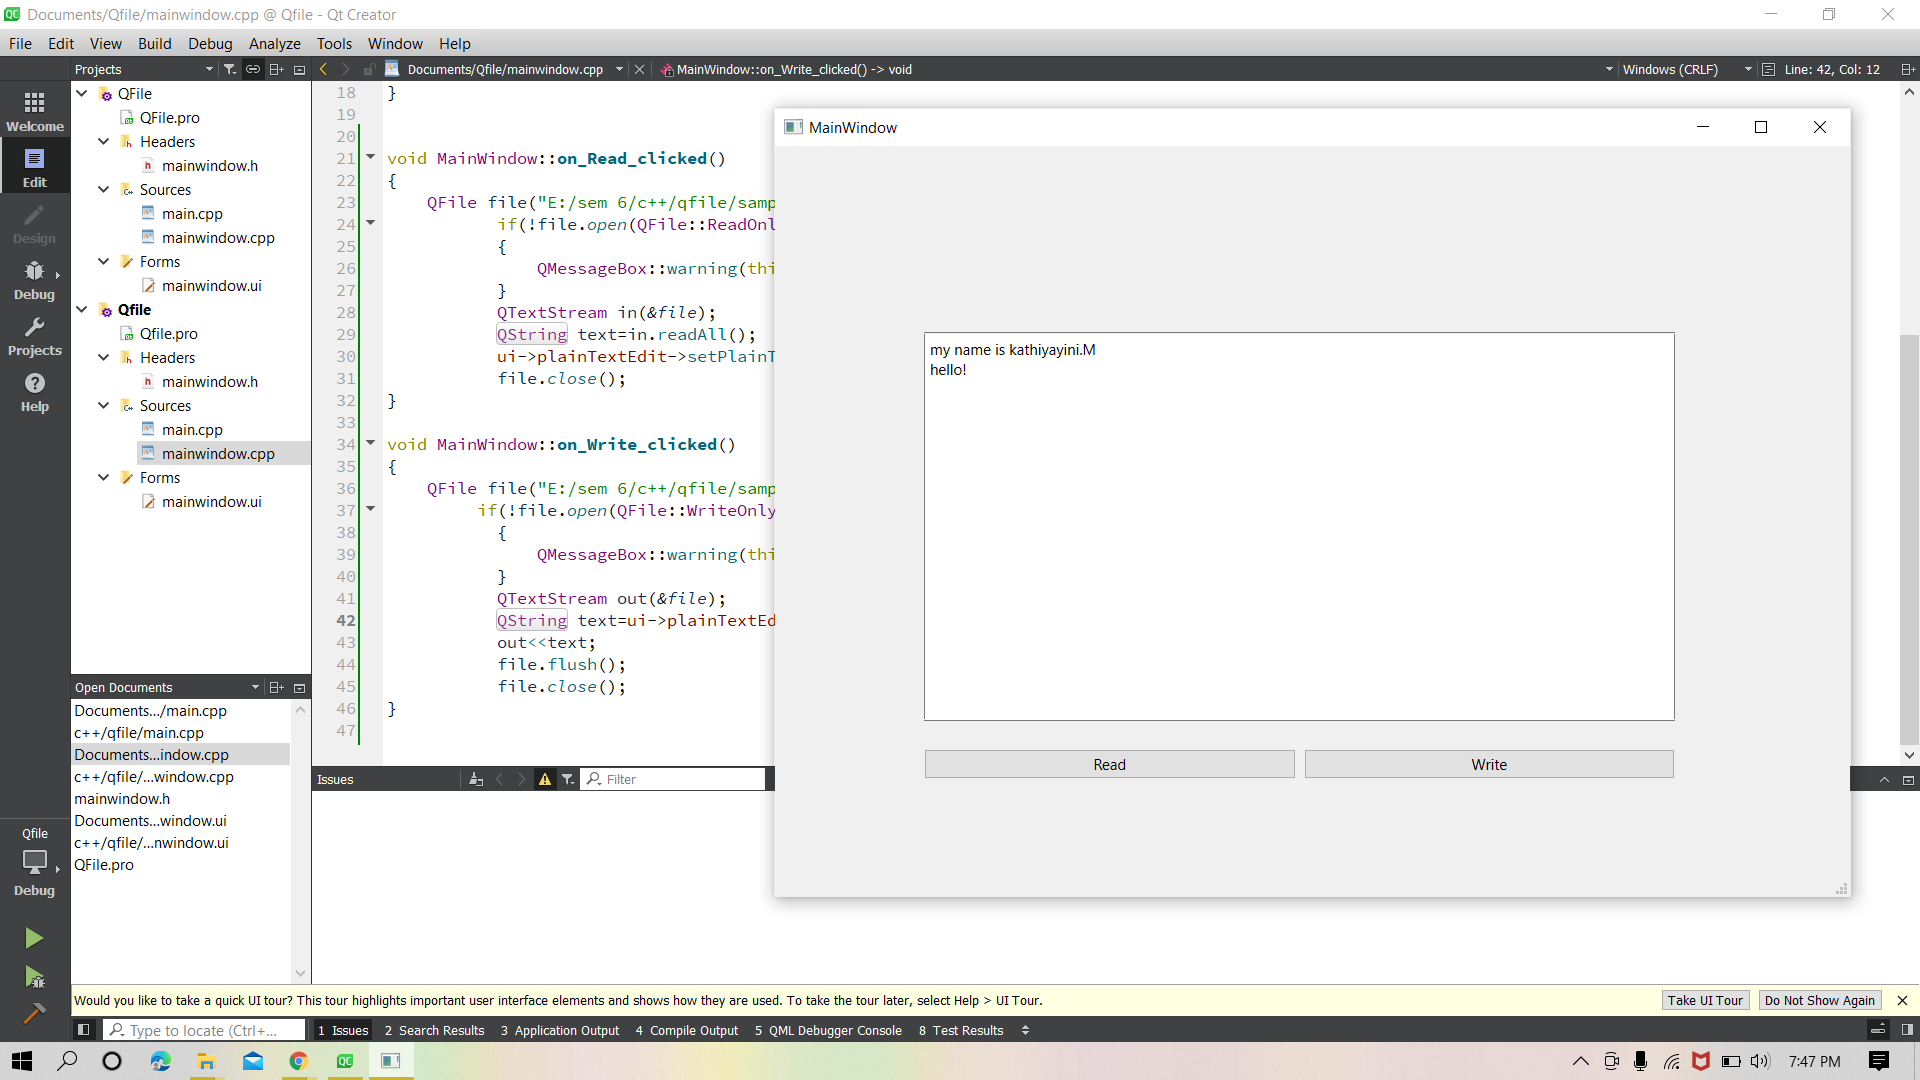 Documents/Qfile/mainwindow.cpp @ Qfile - Qt Creator
File Edit View Build Debug Analyze Tools Window Help
Projects
Documents/Qfile/mainwindow.cpp
MainWindow::on_Write_clicked() -> void
Windows (CRLF)
Line: 42, Col: 12
Welcome
Edit
Design
Debug
Projects
Help
QFile
QFile.pro
Headers
mainwindow.h
Sources
main.cpp
mainwindow.cpp
Forms
mainwindow.ui
Qfile
Qfile.pro
Headers
mainwindow.h
Sources
main.cpp
mainwindow.cpp
Forms
mainwindow.ui
Open Documents
Documents.../main.cpp
c++/qfile/main.cpp
Documents...indow.cpp
c++/qfile/...window.cpp
mainwindow.h
Documents...window.ui
c++/qfile/...nwindow.ui
QFile.pro
Qfile
Debug
18 }
19
20
21 void MainWindow::on_Read_clicked()
22 {
23 QFile file("E:/sem 6/c++/qfile/samp
24 if(!file.open(QFile::ReadOnl
25 {
26 QMessageBox::warning(thi
27 }
28 QTextStream in(&file);
29 QString text=in.readAll();
30 ui->plainTextEdit->setPlainT
31 file.close();
32 }
33
34 void MainWindow::on_Write_clicked()
35 {
36 QFile file("E:/sem 6/c++/qfile/samp
37 if(!file.open(QFile::WriteOnly
38 {
39 QMessageBox::warning(thi
40 }
41 QTextStream out(&file);
42 QString text=ui->plainTextEd
43 out<<text;
44 file.flush();
45 file.close();
46 }
47
MainWindow
my name is kathiyayini.M
hello!
Read
Write
Issues
Filter
Would you like to take a quick UI tour? This tour highlights important user interface elements and shows how they are used. To take the tour later, select Help > UI Tour.
Take UI Tour
Do Not Show Again
Type to locate (Ctrl+...
1 Issues 2 Search Results 3 Application Output 4 Compile Output 5 QML Debugger Console 8 Test Results
7:47 PM